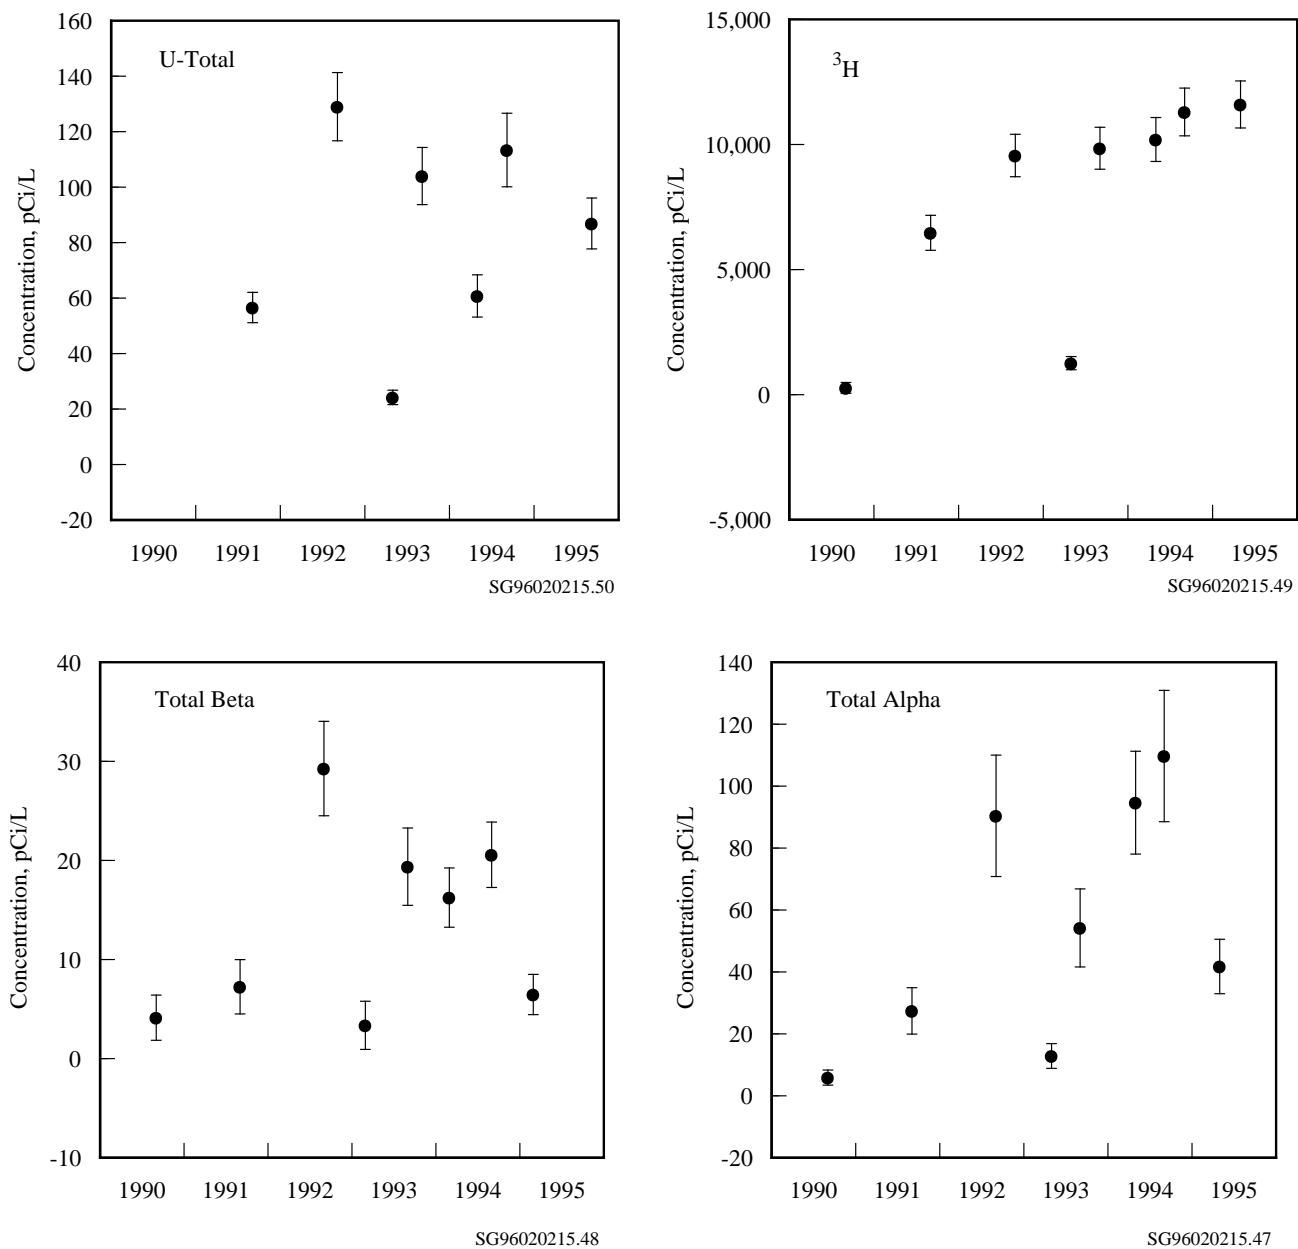 160
140
120
100
80
60
40
20
0
-20
U-Total
Concentration, pCi/L
1990 1991 1992 1993 1994 1995
SG96020215.50
15,000
10,000
5,000
0
-5,000
³H
Concentration, pCi/L
1990 1991 1992 1993 1994 1995
SG96020215.49
40
30
20
10
0
-10
Total Beta
Concentration, pCi/L
1990 1991 1992 1993 1994 1995
SG96020215.48
140
120
100
80
60
40
20
0
-20
Total Alpha
Concentration, pCi/L
1990 1991 1992 1993 1994 1995
SG96020215.47